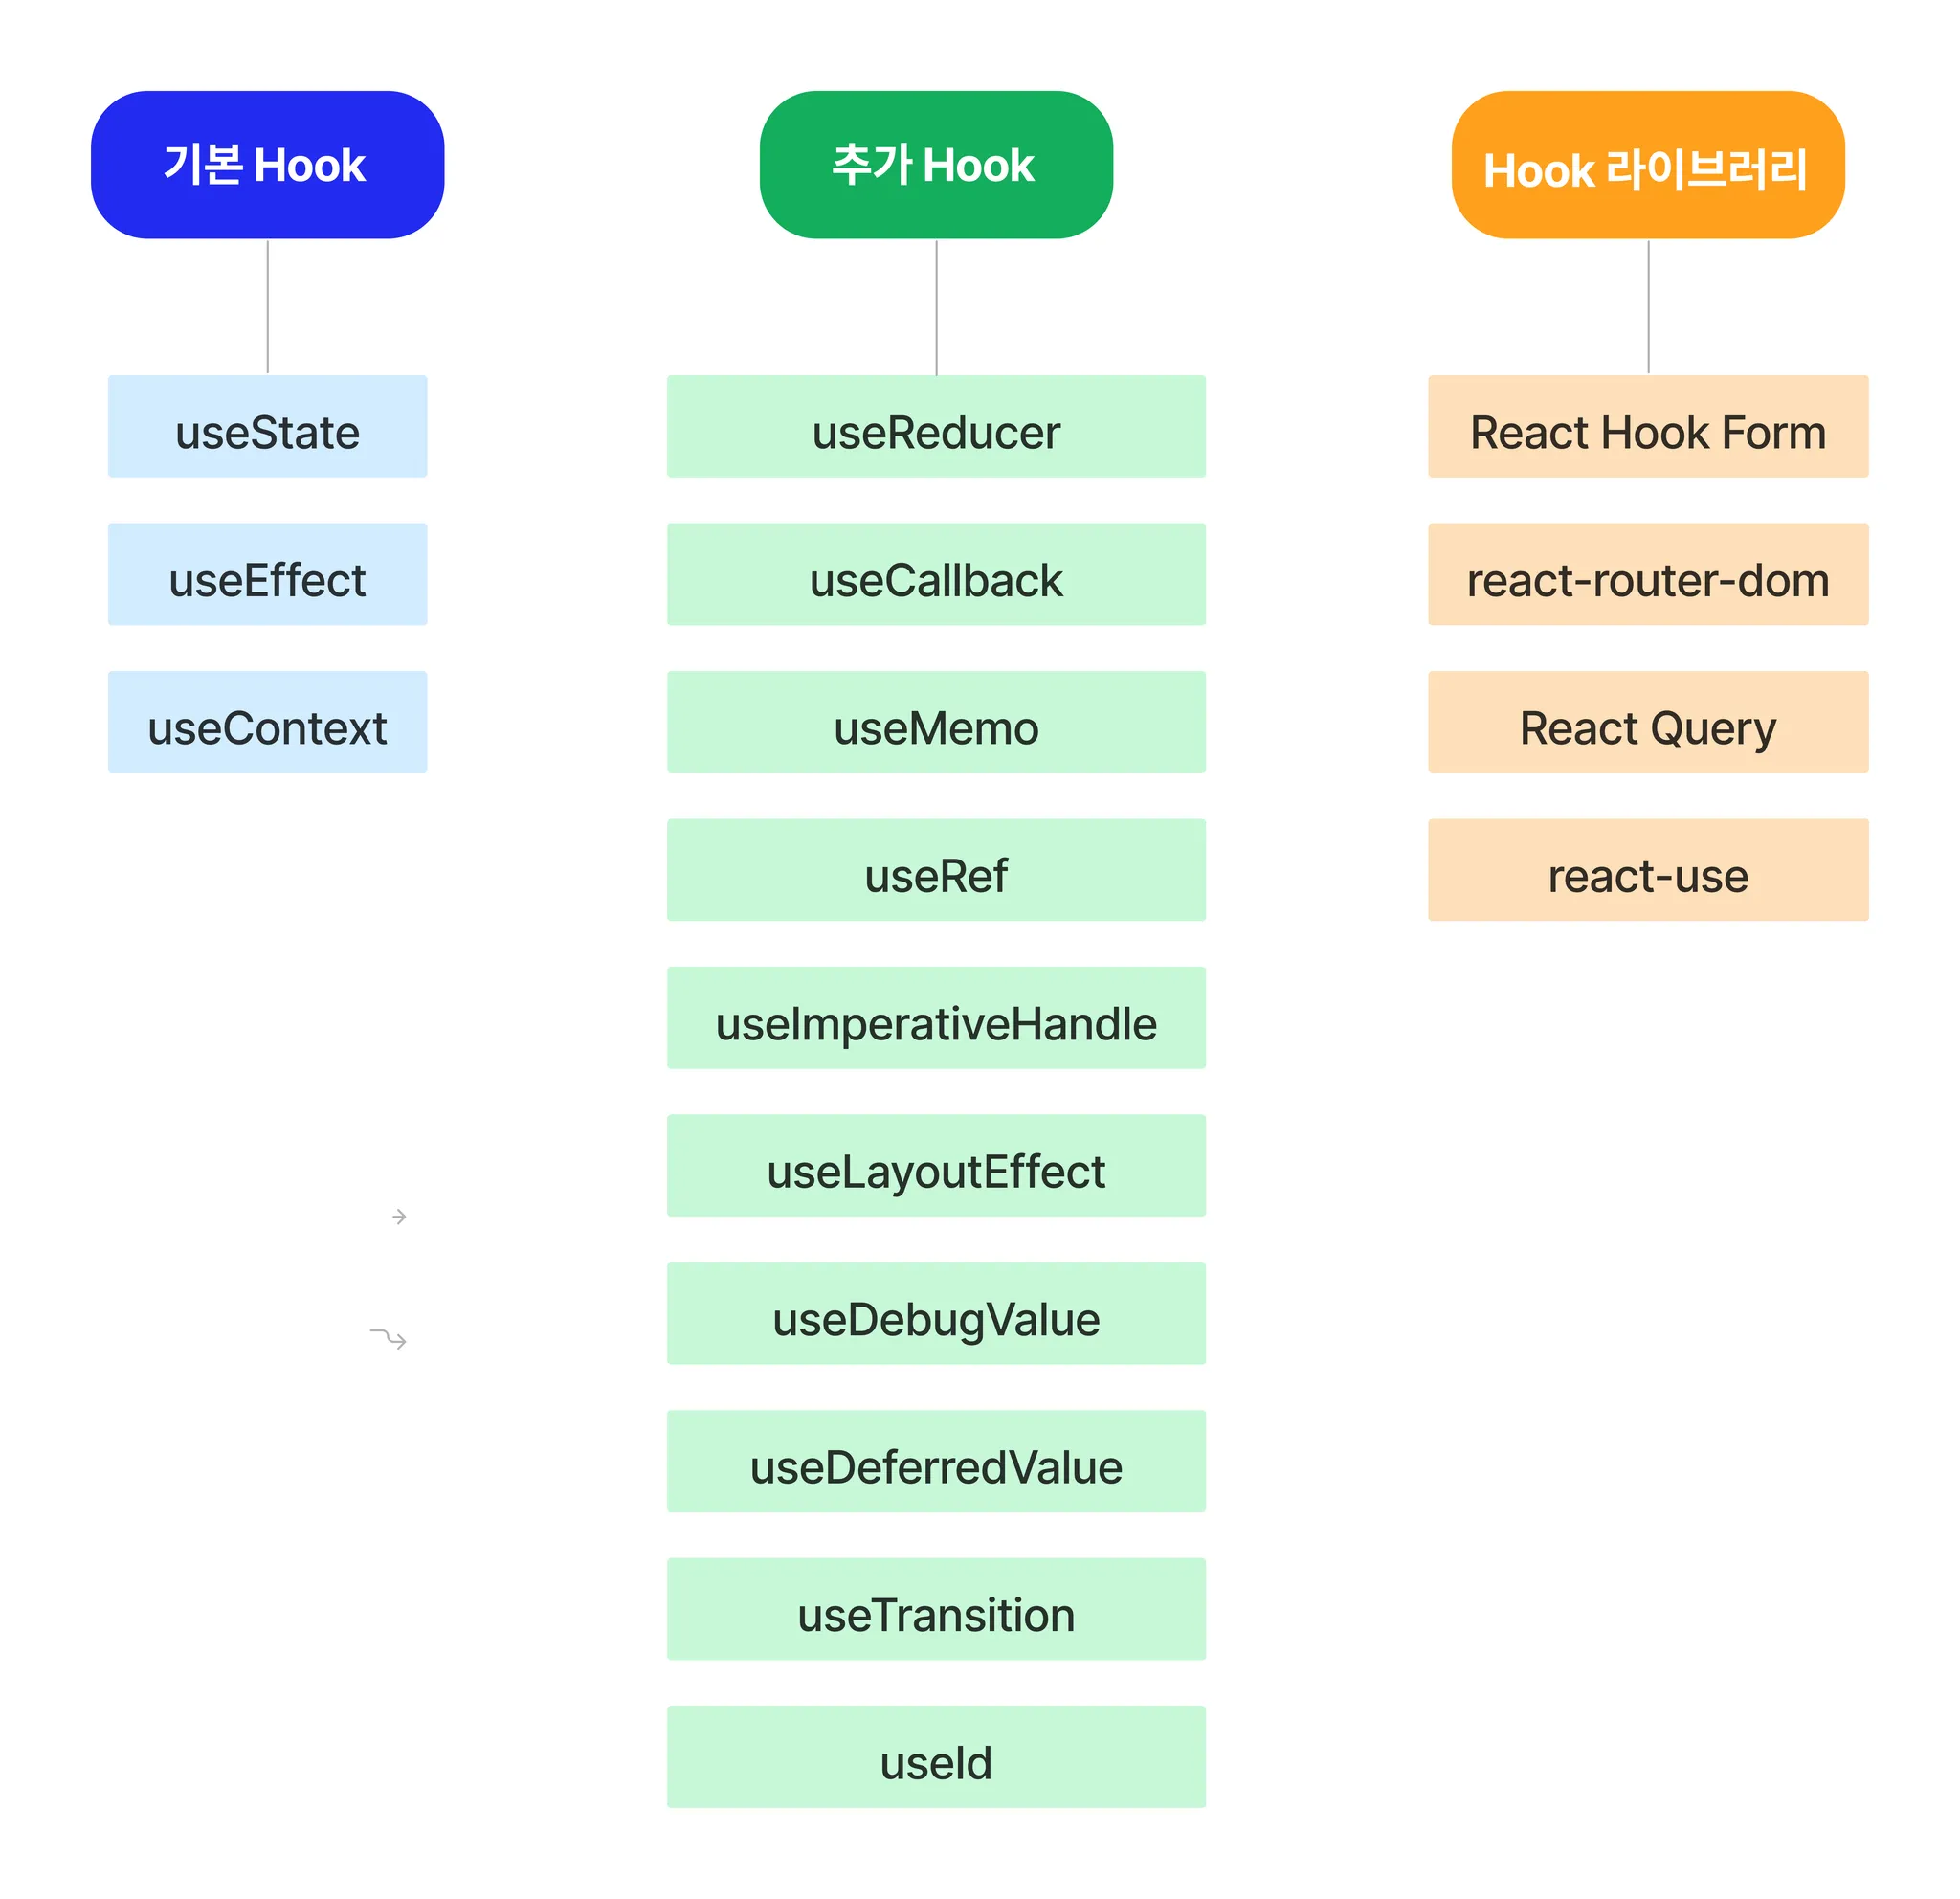 기본 Hook
useState
useEffect
useContext
추가 Hook
useReducer
useCallback
useMemo
useRef
useImperativeHandle
useLayoutEffect
useDebugValue
useDeferredValue
useTransition
useId
Hook 라이브러리
React Hook Form
react-router-dom
React Query
react-use